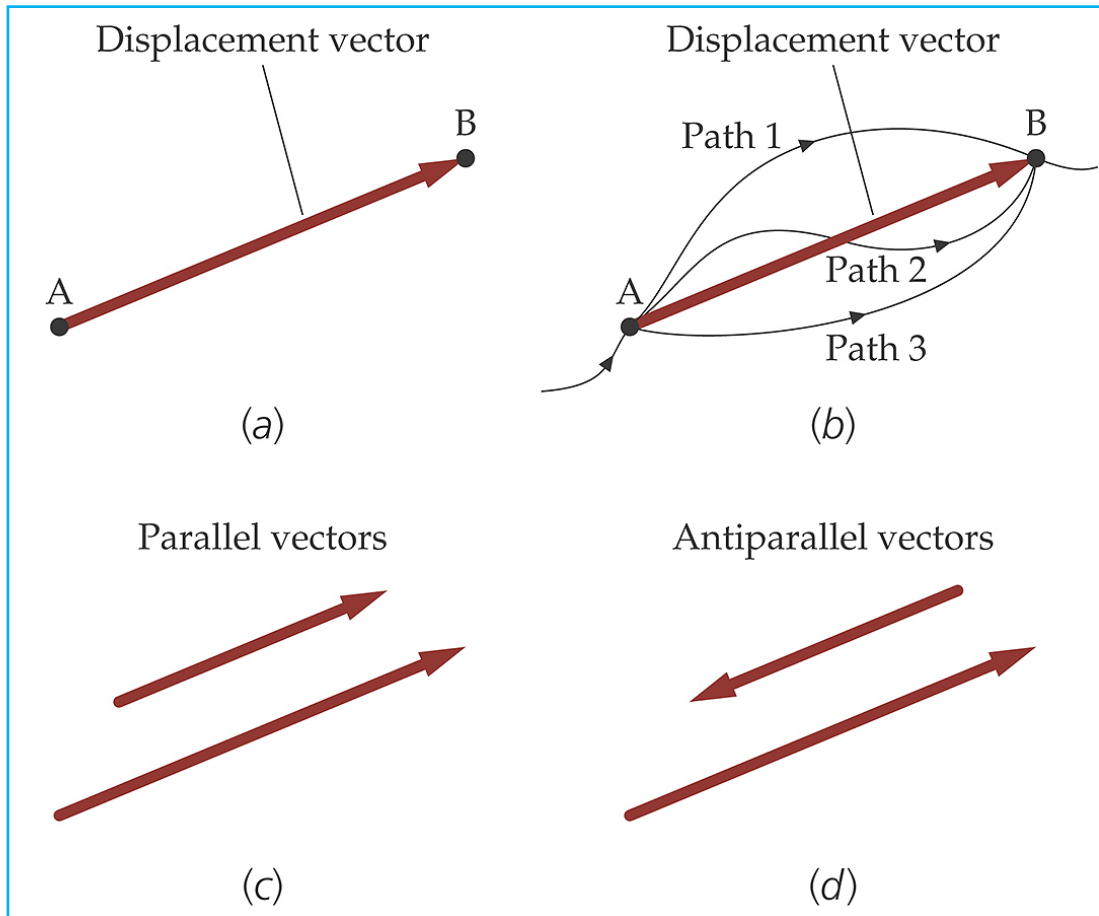 Displacement vector
A
B
(a)
Displacement vector
Path 1
B
A
Path 2
Path 3
(b)
Parallel vectors
(c)
Antiparallel vectors
(d)